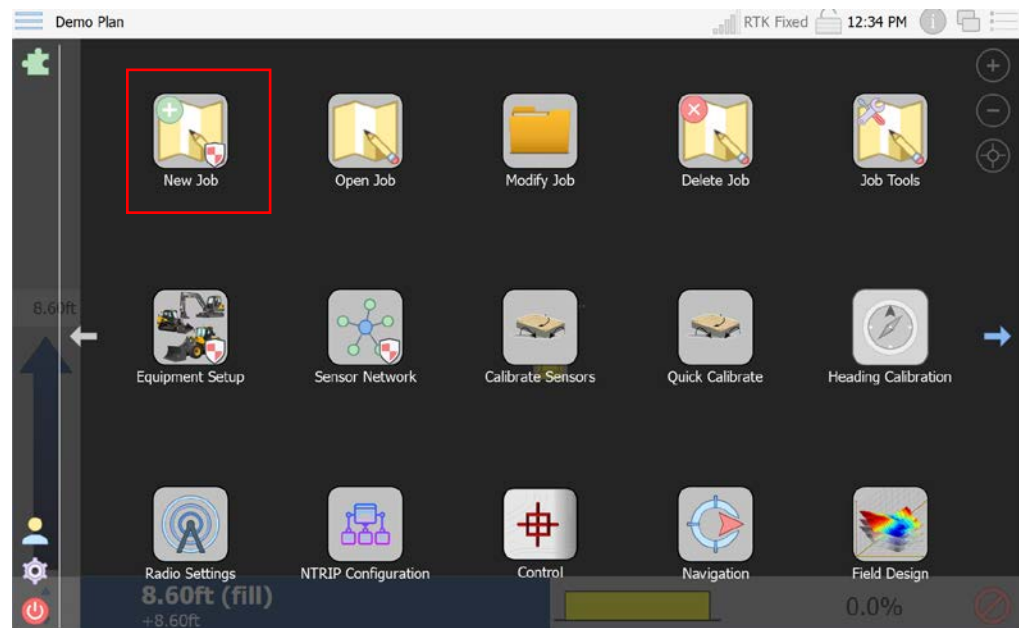 Demo Plan
RTK Fixed
12:34 PM
New Job
Open Job
Modify Job
Delete Job
Job Tools
8.60ft
Equipment Setup
Sensor Network
Calibrate Sensors
Quick Calibrate
Heading Calibration
Radio Settings
NTRIP Configuration
Control
Navigation
Field Design
8.60ft (fill)
+8.60ft
0.0%